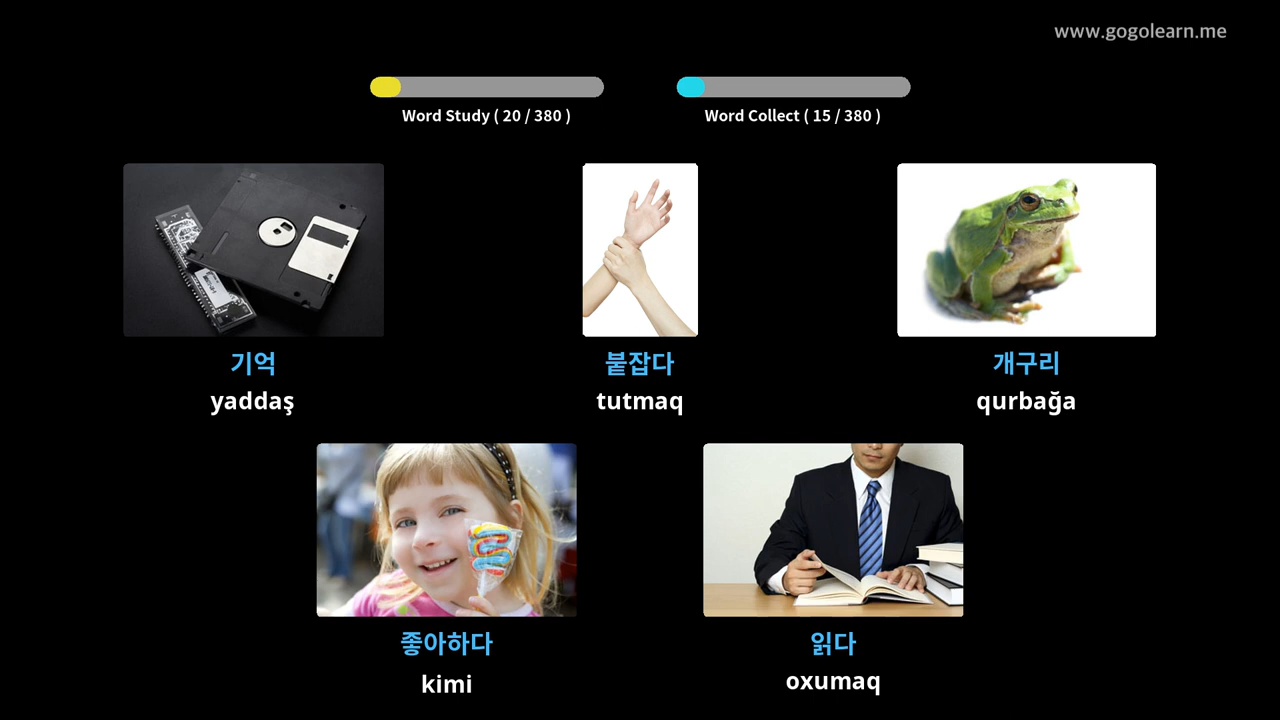 www.gogolearn.me
Word Study ( 20 / 380 )
Word Collect ( 15 / 380 )
기억
yaddaş
붙잡다
tutmaq
개구리
qurbağa
좋아하다
kimi
읽다
oxumaq